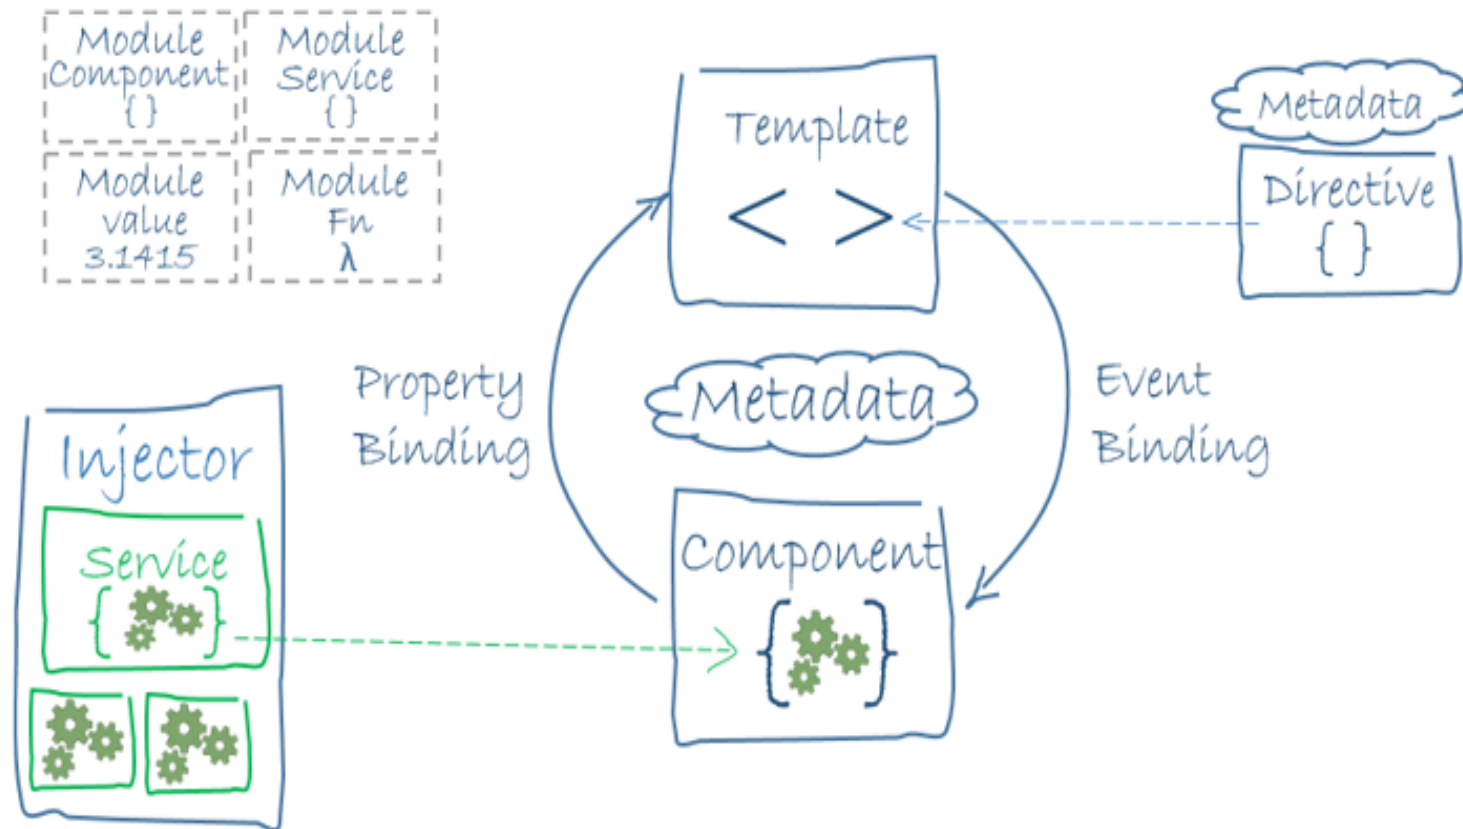 Module
Component
{ }
Module
Service
{ }
Module
value
3.1415
Module
Fn
λ
Template
< >
Metadata
Directive
{ }
Property
Binding
Metadata
Event
Binding
Injector
Service
{ }
Component
{ }